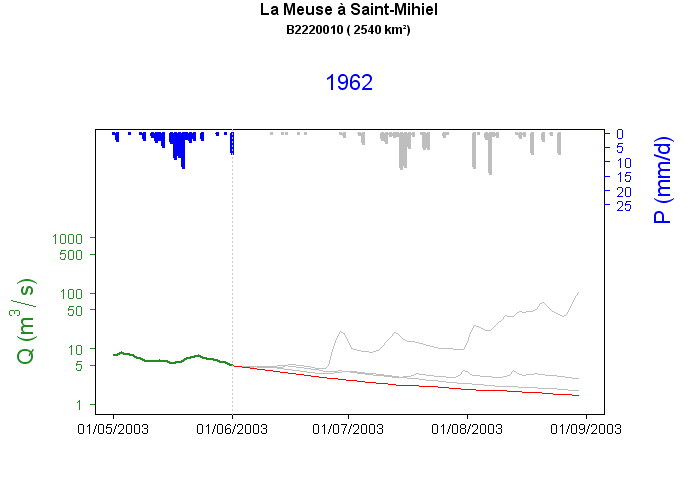 La Meuse à Saint-Mihiel
B2220010 ( 2540 km²)
1962
0
5
10
15
20
25
P (mm/d)
1000
500
100
50
10
5
1
Q (m³/ s)
01/05/2003 01/06/2003 01/07/2003 01/08/2003 01/09/2003